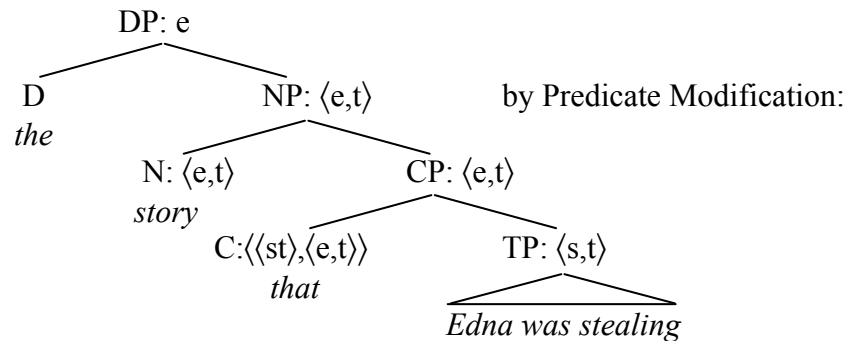 DP: e
D NP: ⟨e,t⟩ by Predicate Modification:
the
N: ⟨e,t⟩ CP: ⟨e,t⟩
story
C:⟨⟨st⟩,⟨e,t⟩⟩ TP: ⟨s,t⟩
that
Edna was stealing